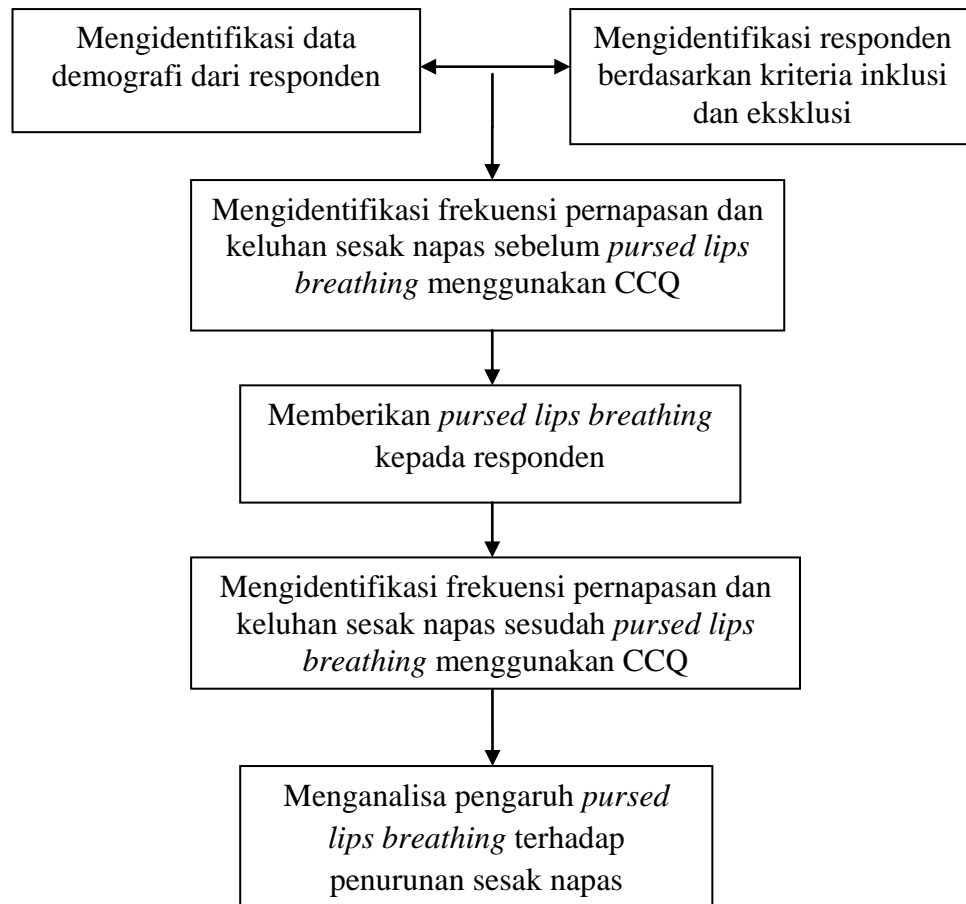 Mengidentifikasi data
demografi dari responden
Mengidentifikasi responden
berdasarkan kriteria inklusi
dan eksklusi
Mengidentifikasi frekuensi pernapasan dan
keluhan sesak napas sebelum pursed lips
breathing menggunakan CCQ
Memberikan pursed lips breathing
kepada responden
Mengidentifikasi frekuensi pernapasan dan
keluhan sesak napas sesudah pursed lips
breathing menggunakan CCQ
Menganalisa pengaruh pursed
lips breathing terhadap
penurunan sesak napas